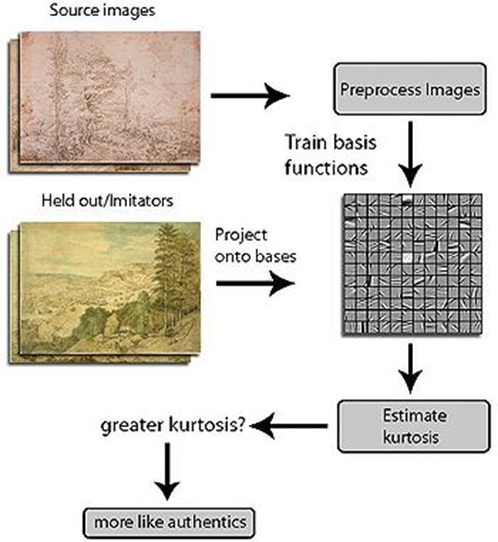 Source images
Preprocess Images
Train basis
functions
Held out/Imitators
Project
onto bases
Estimate
kurtosis
greater kurtosis?
more like authentics